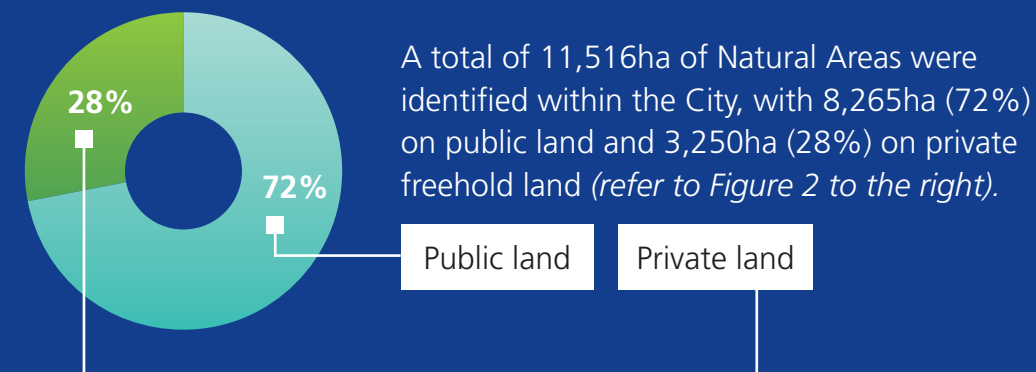 28%
72%
A total of 11,516ha of Natural Areas were
identified within the City, with 8,265ha (72%)
on public land and 3,250ha (28%) on private
freehold land (refer to Figure 2 to the right).
Public land
Private land